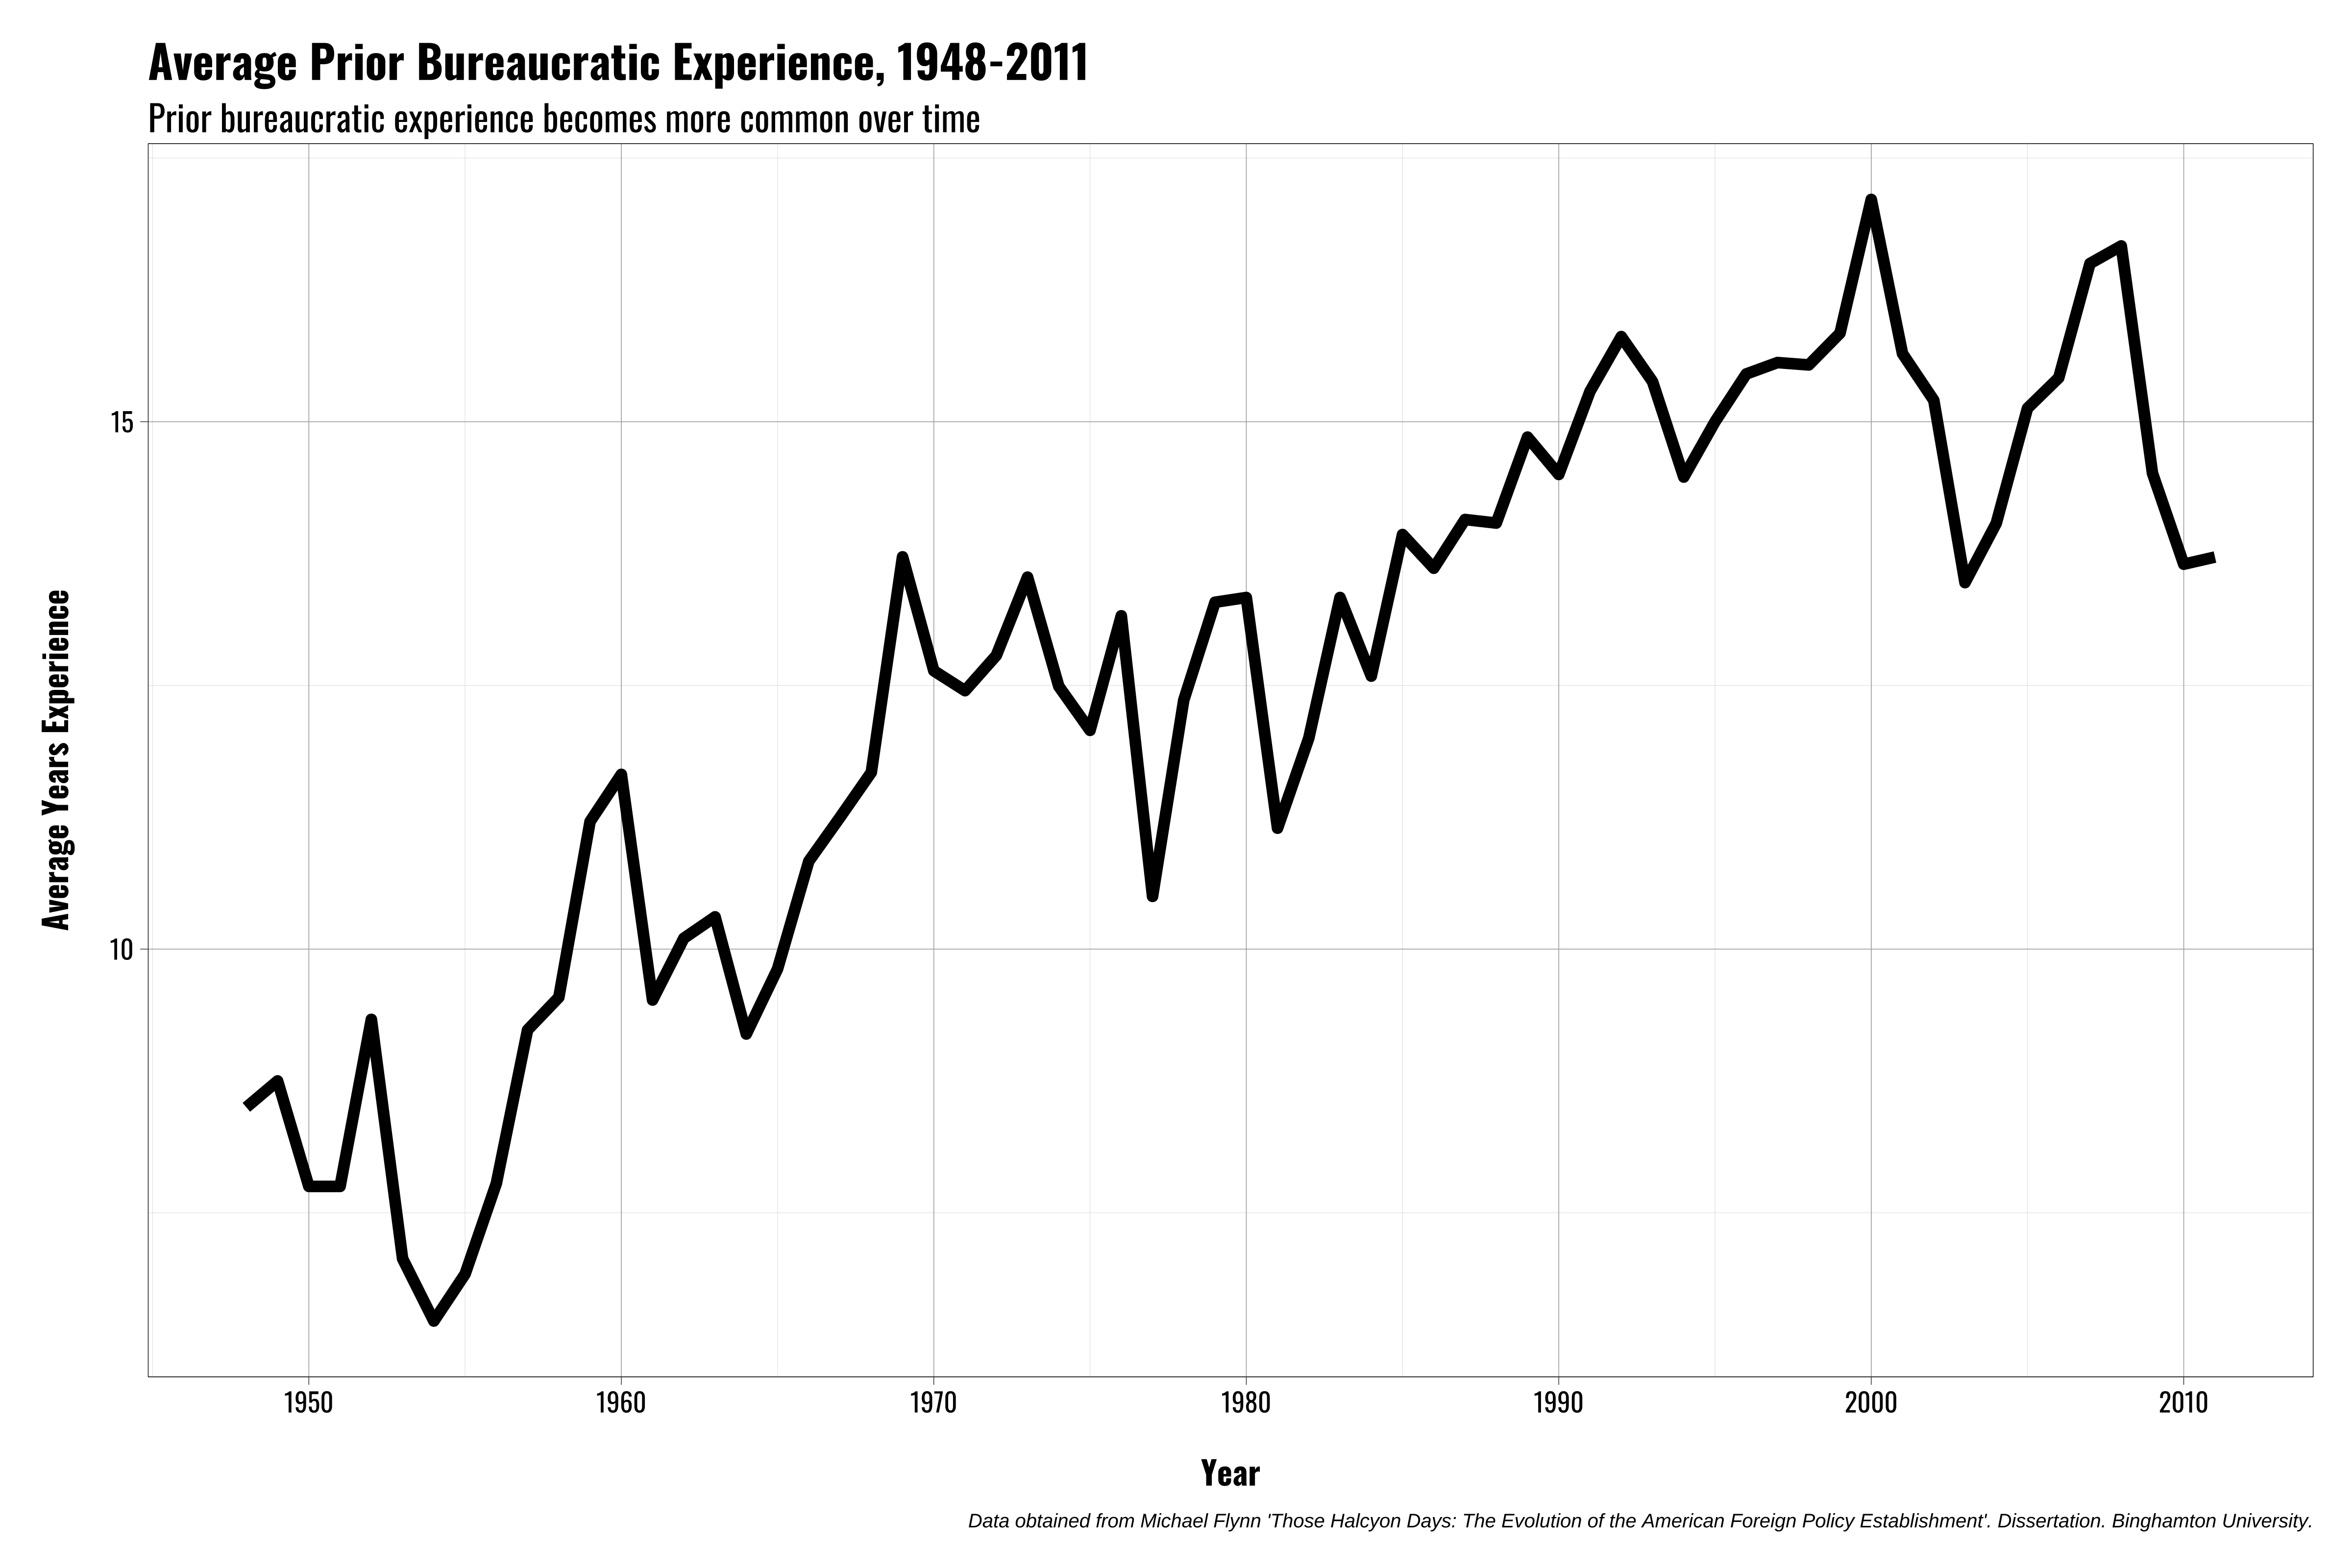 Average Prior Bureaucratic Experience, 1948-2011
Prior bureaucratic experience becomes more common over time
Average Years Experience
15
10
1950
1960
1970
1980
1990
2000
2010
Year
Data obtained from Michael Flynn 'Those Halcyon Days: The Evolution of the American Foreign Policy Establishment'. Dissertation. Binghamton University.